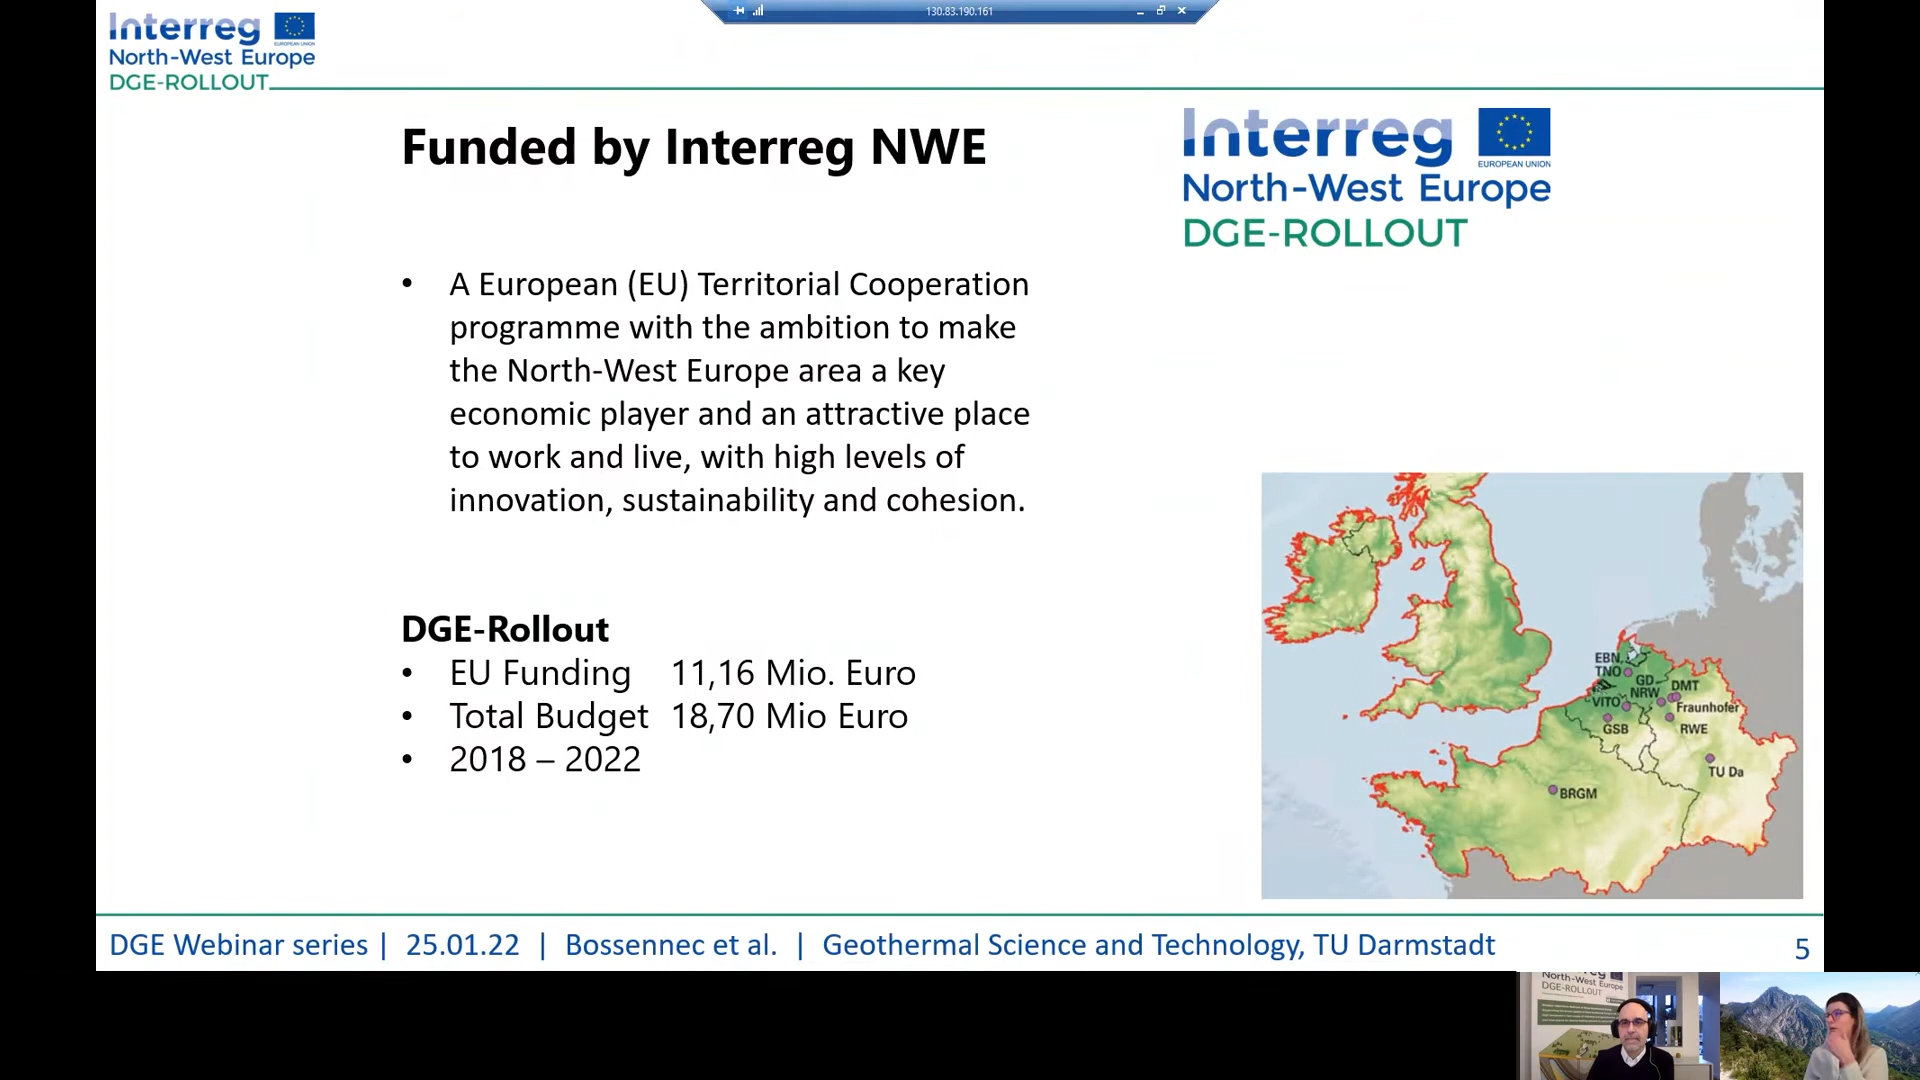 130.83.190.161
Interreg
EUROPEAN UNION
North-West Europe
DGE-ROLLOUT
Funded by Interreg NWE
Interreg
EUROPEAN UNION
North-West Europe
DGE-ROLLOUT
• A European (EU) Territorial Cooperation
programme with the ambition to make
the North-West Europe area a key
economic player and an attractive place
to work and live, with high levels of
innovation, sustainability and cohesion.
DGE-Rollout
• EU Funding 11,16 Mio. Euro
• Total Budget 18,70 Mio Euro
• 2018 – 2022
EBN,
TNO
GD
NRW
DMT
VITO
Fraunhofer
GSB
RWE
TU Da
BRGM
DGE Webinar series | 25.01.22 | Bossennec et al. | Geothermal Science and Technology, TU Darmstadt
5
North-West Europe
DGE-ROLLOUT